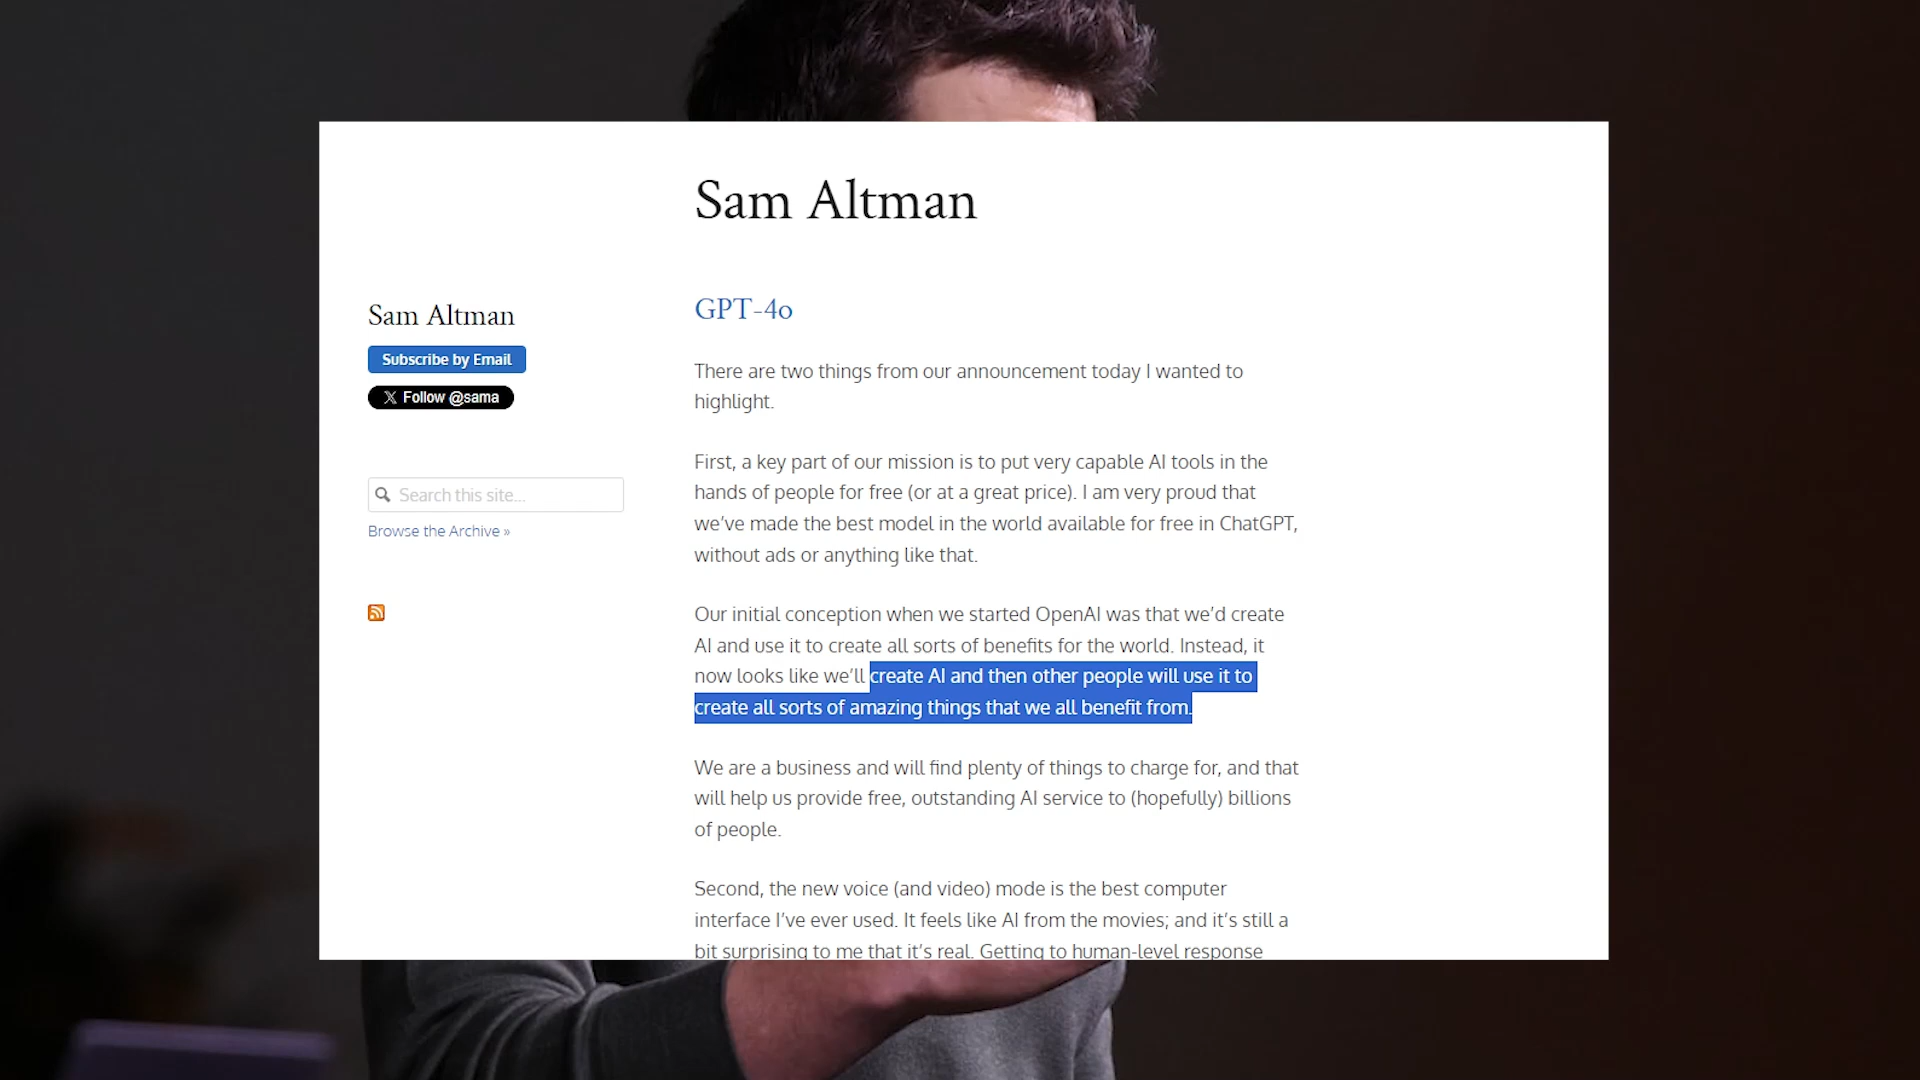 Sam Altman
Sam Altman
Subscribe by Email
X Follow @sama
Search this site...
Browse the Archive »
GPT-4o
There are two things from our announcement today I wanted to
highlight.
First, a key part of our mission is to put very capable AI tools in the
hands of people for free (or at a great price). I am very proud that
we’ve made the best model in the world available for free in ChatGPT,
without ads or anything like that.
Our initial conception when we started OpenAI was that we’d create
AI and use it to create all sorts of benefits for the world. Instead, it
now looks like we’ll create AI and then other people will use it to
create all sorts of amazing things that we all benefit from.
We are a business and will find plenty of things to charge for, and that
will help us provide free, outstanding AI service to (hopefully) billions
of people.
Second, the new voice (and video) mode is the best computer
interface I’ve ever used. It feels like AI from the movies; and it’s still a
bit surprising to me that it’s real. Getting to human-level response